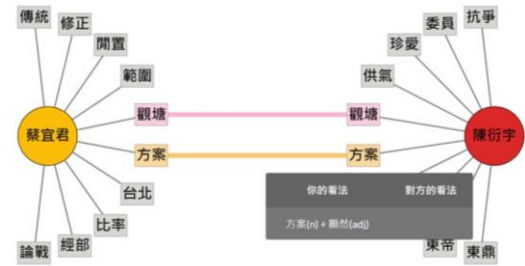 傳統
修正
閒置
範圍
觀塘
方案
台北
比率
經部
論戰
蔡宜君
抗爭
委員
珍愛
供氣
觀塘
方案
陳衍宇
你的看法 對方的看法
方案(n) + 顯然(adj)
東帝
東鼎